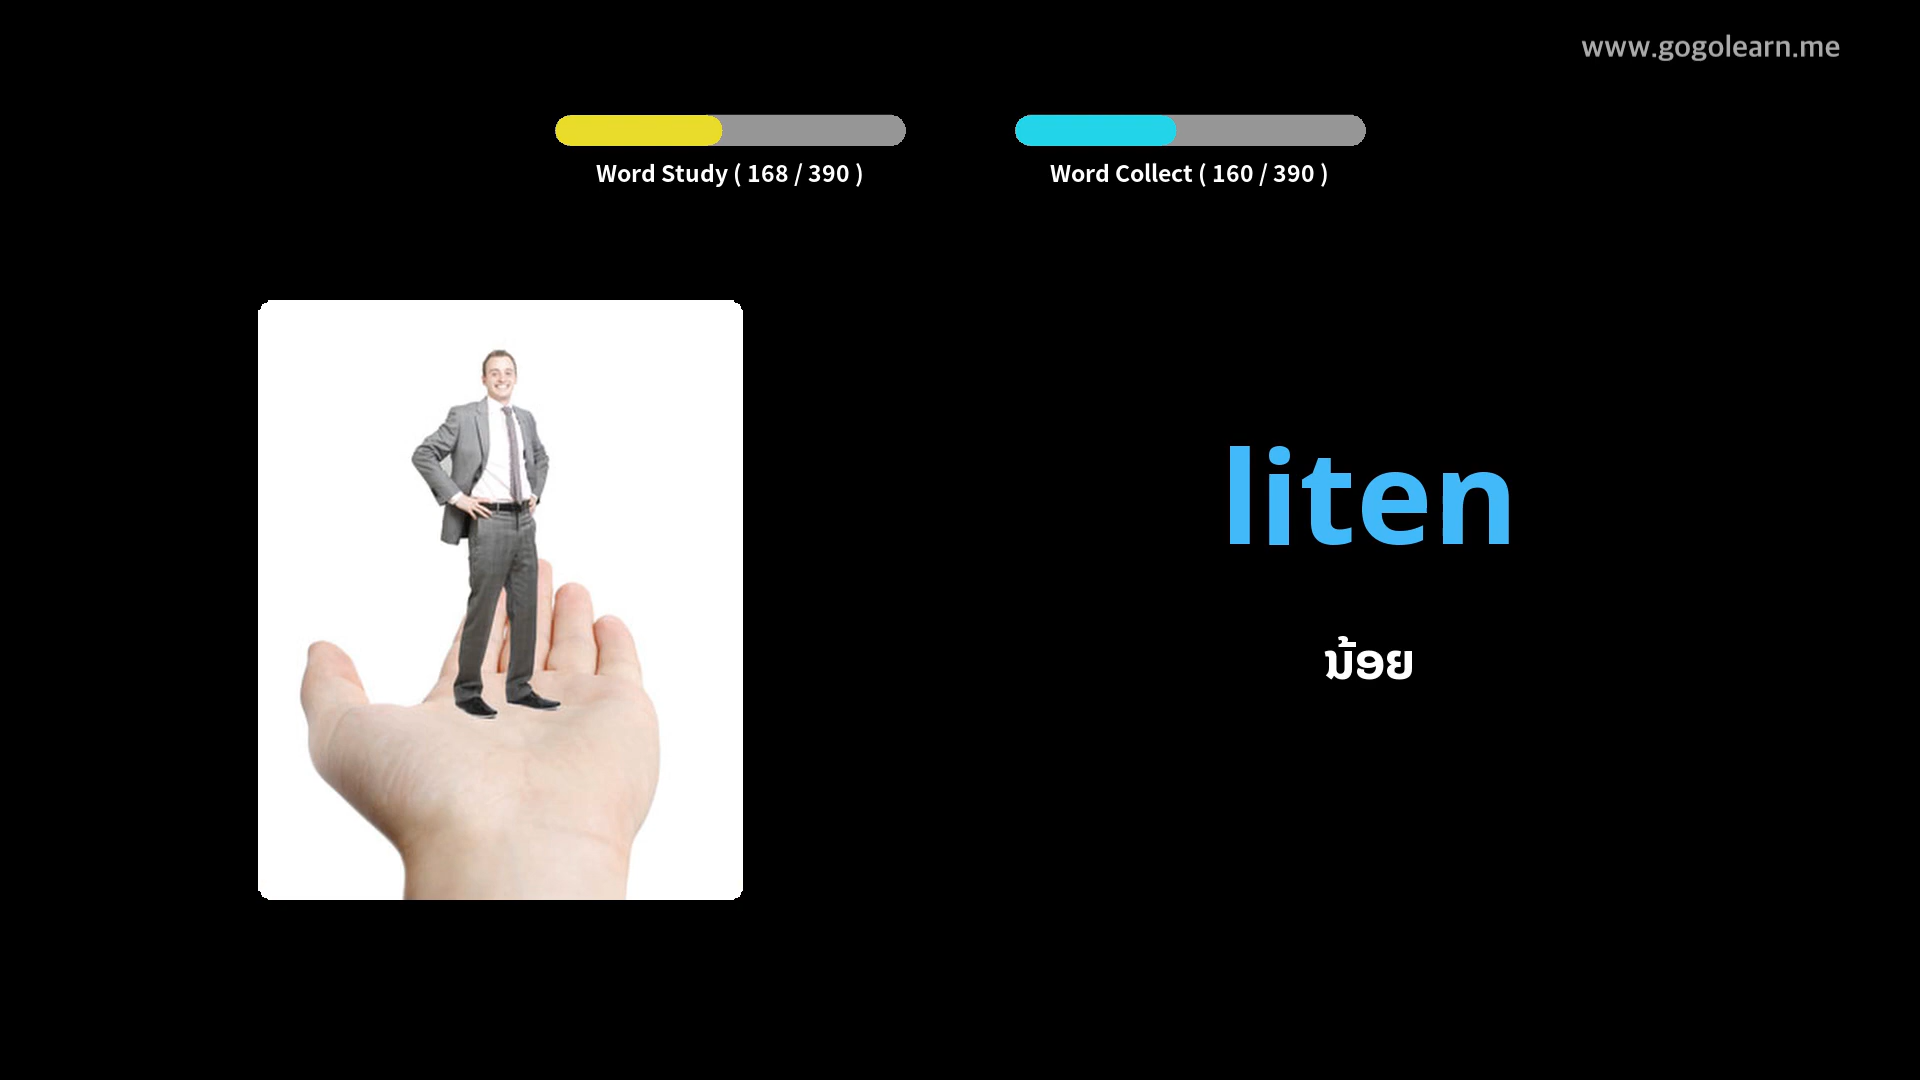 www.gogolearn.me
Word Study ( 168 / 390 )
Word Collect ( 160 / 390 )
liten
ນ້ອຍ